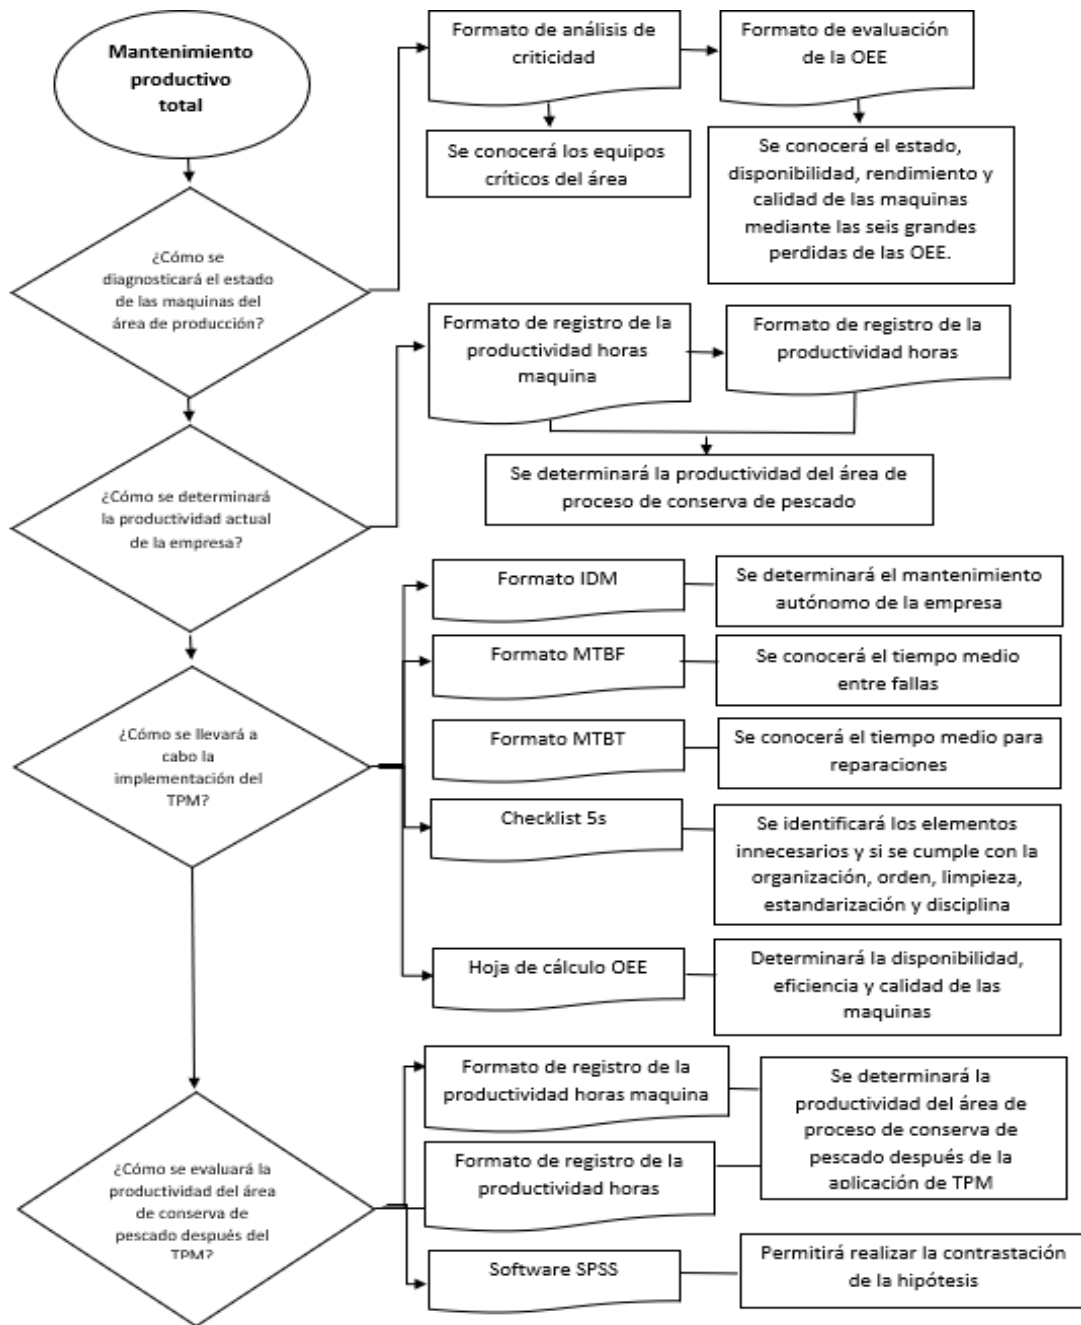 Mantenimiento
productivo
total
Formato de análisis de
criticidad
Formato de evaluación
de la OEE
Se conocerá los equipos
críticos del área
Se conocerá el estado,
disponibilidad, rendimiento y
calidad de las maquinas
mediante las seis grandes
perdidas de las OEE.
¿Cómo se
diagnosticará el estado
de las maquinas del
área de producción?
Formato de registro de la
productividad horas
maquina
Formato de registro de la
productividad horas
Se determinará la productividad del área de
proceso de conserva de pescado
¿Cómo se determinará
la productividad actual
de la empresa?
Formato IDM
Se determinará el mantenimiento
autónomo de la empresa
Formato MTBF
Se conocerá el tiempo medio
entre fallas
Formato MTBT
Se conocerá el tiempo medio para
reparaciones
¿Cómo se llevará a
cabo la
implementación del
TPM?
Checklist 5s
Se identificará los elementos
innecesarios y si se cumple con la
organización, orden, limpieza,
estandarización y disciplina
Hoja de cálculo OEE
Determinará la disponibilidad,
eficiencia y calidad de las
maquinas
Formato de registro de la
productividad horas maquina
Formato de registro de la
productividad horas
Se determinará la
productividad del área de
proceso de conserva de
pescado después de la
aplicación de TPM
¿Cómo se evaluará la
productividad del área
de conserva de
pescado después del
TPM?
Software SPSS
Permitirá realizar la contrastación
de la hipótesis